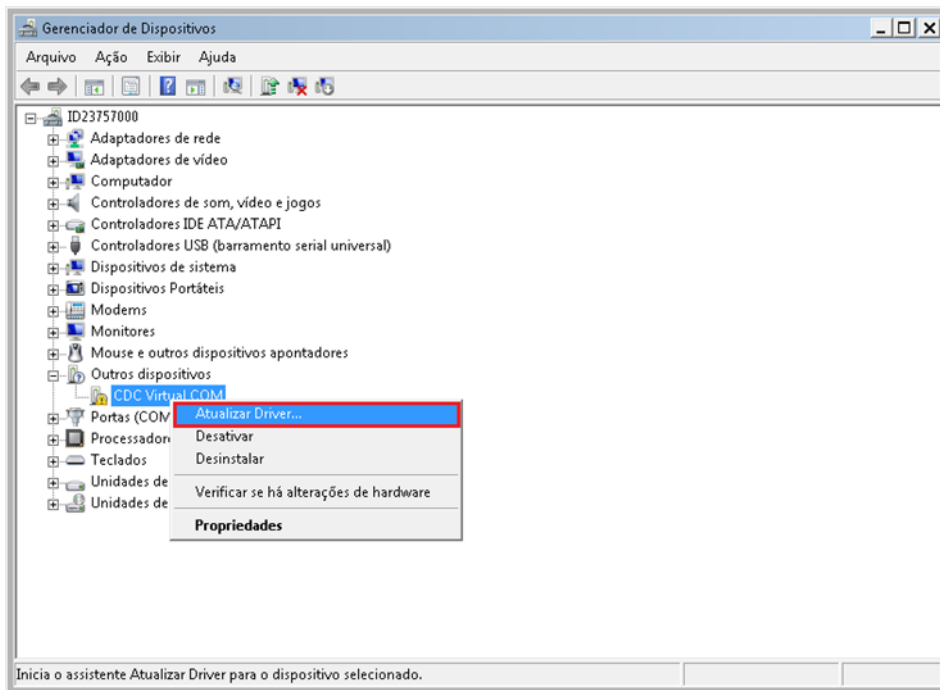 Gerenciador de Dispositivos
Arquivo Ação Exibir Ajuda
ID23757000
Adaptadores de rede
Adaptadores de vídeo
Computador
Controladores de som, vídeo e jogos
Controladores IDE ATA/ATAPI
Controladores USB (barramento serial universal)
Dispositivos de sistema
Dispositivos Portáteis
Modems
Monitores
Mouse e outros dispositivos apontadores
Outros dispositivos
CDC Virtual COM
Portas (COM
Atualizar Driver...
Processador
Desativar
Teclados
Desinstalar
Unidades de
Verificar se há alterações de hardware
Unidades de
Propriedades
Inicia o assistente Atualizar Driver para o dispositivo selecionado.